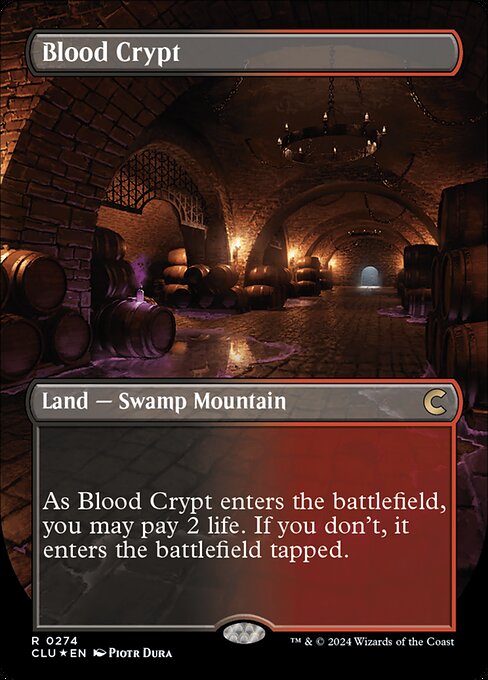 Blood Crypt
Land — Swamp Mountain
As Blood Crypt enters the battlefield,
you may pay 2 life. If you don't, it
enters the battlefield tapped.
R 0274
™ & © 2024 Wizards of the Coast
CLU★EN Piotr Dura